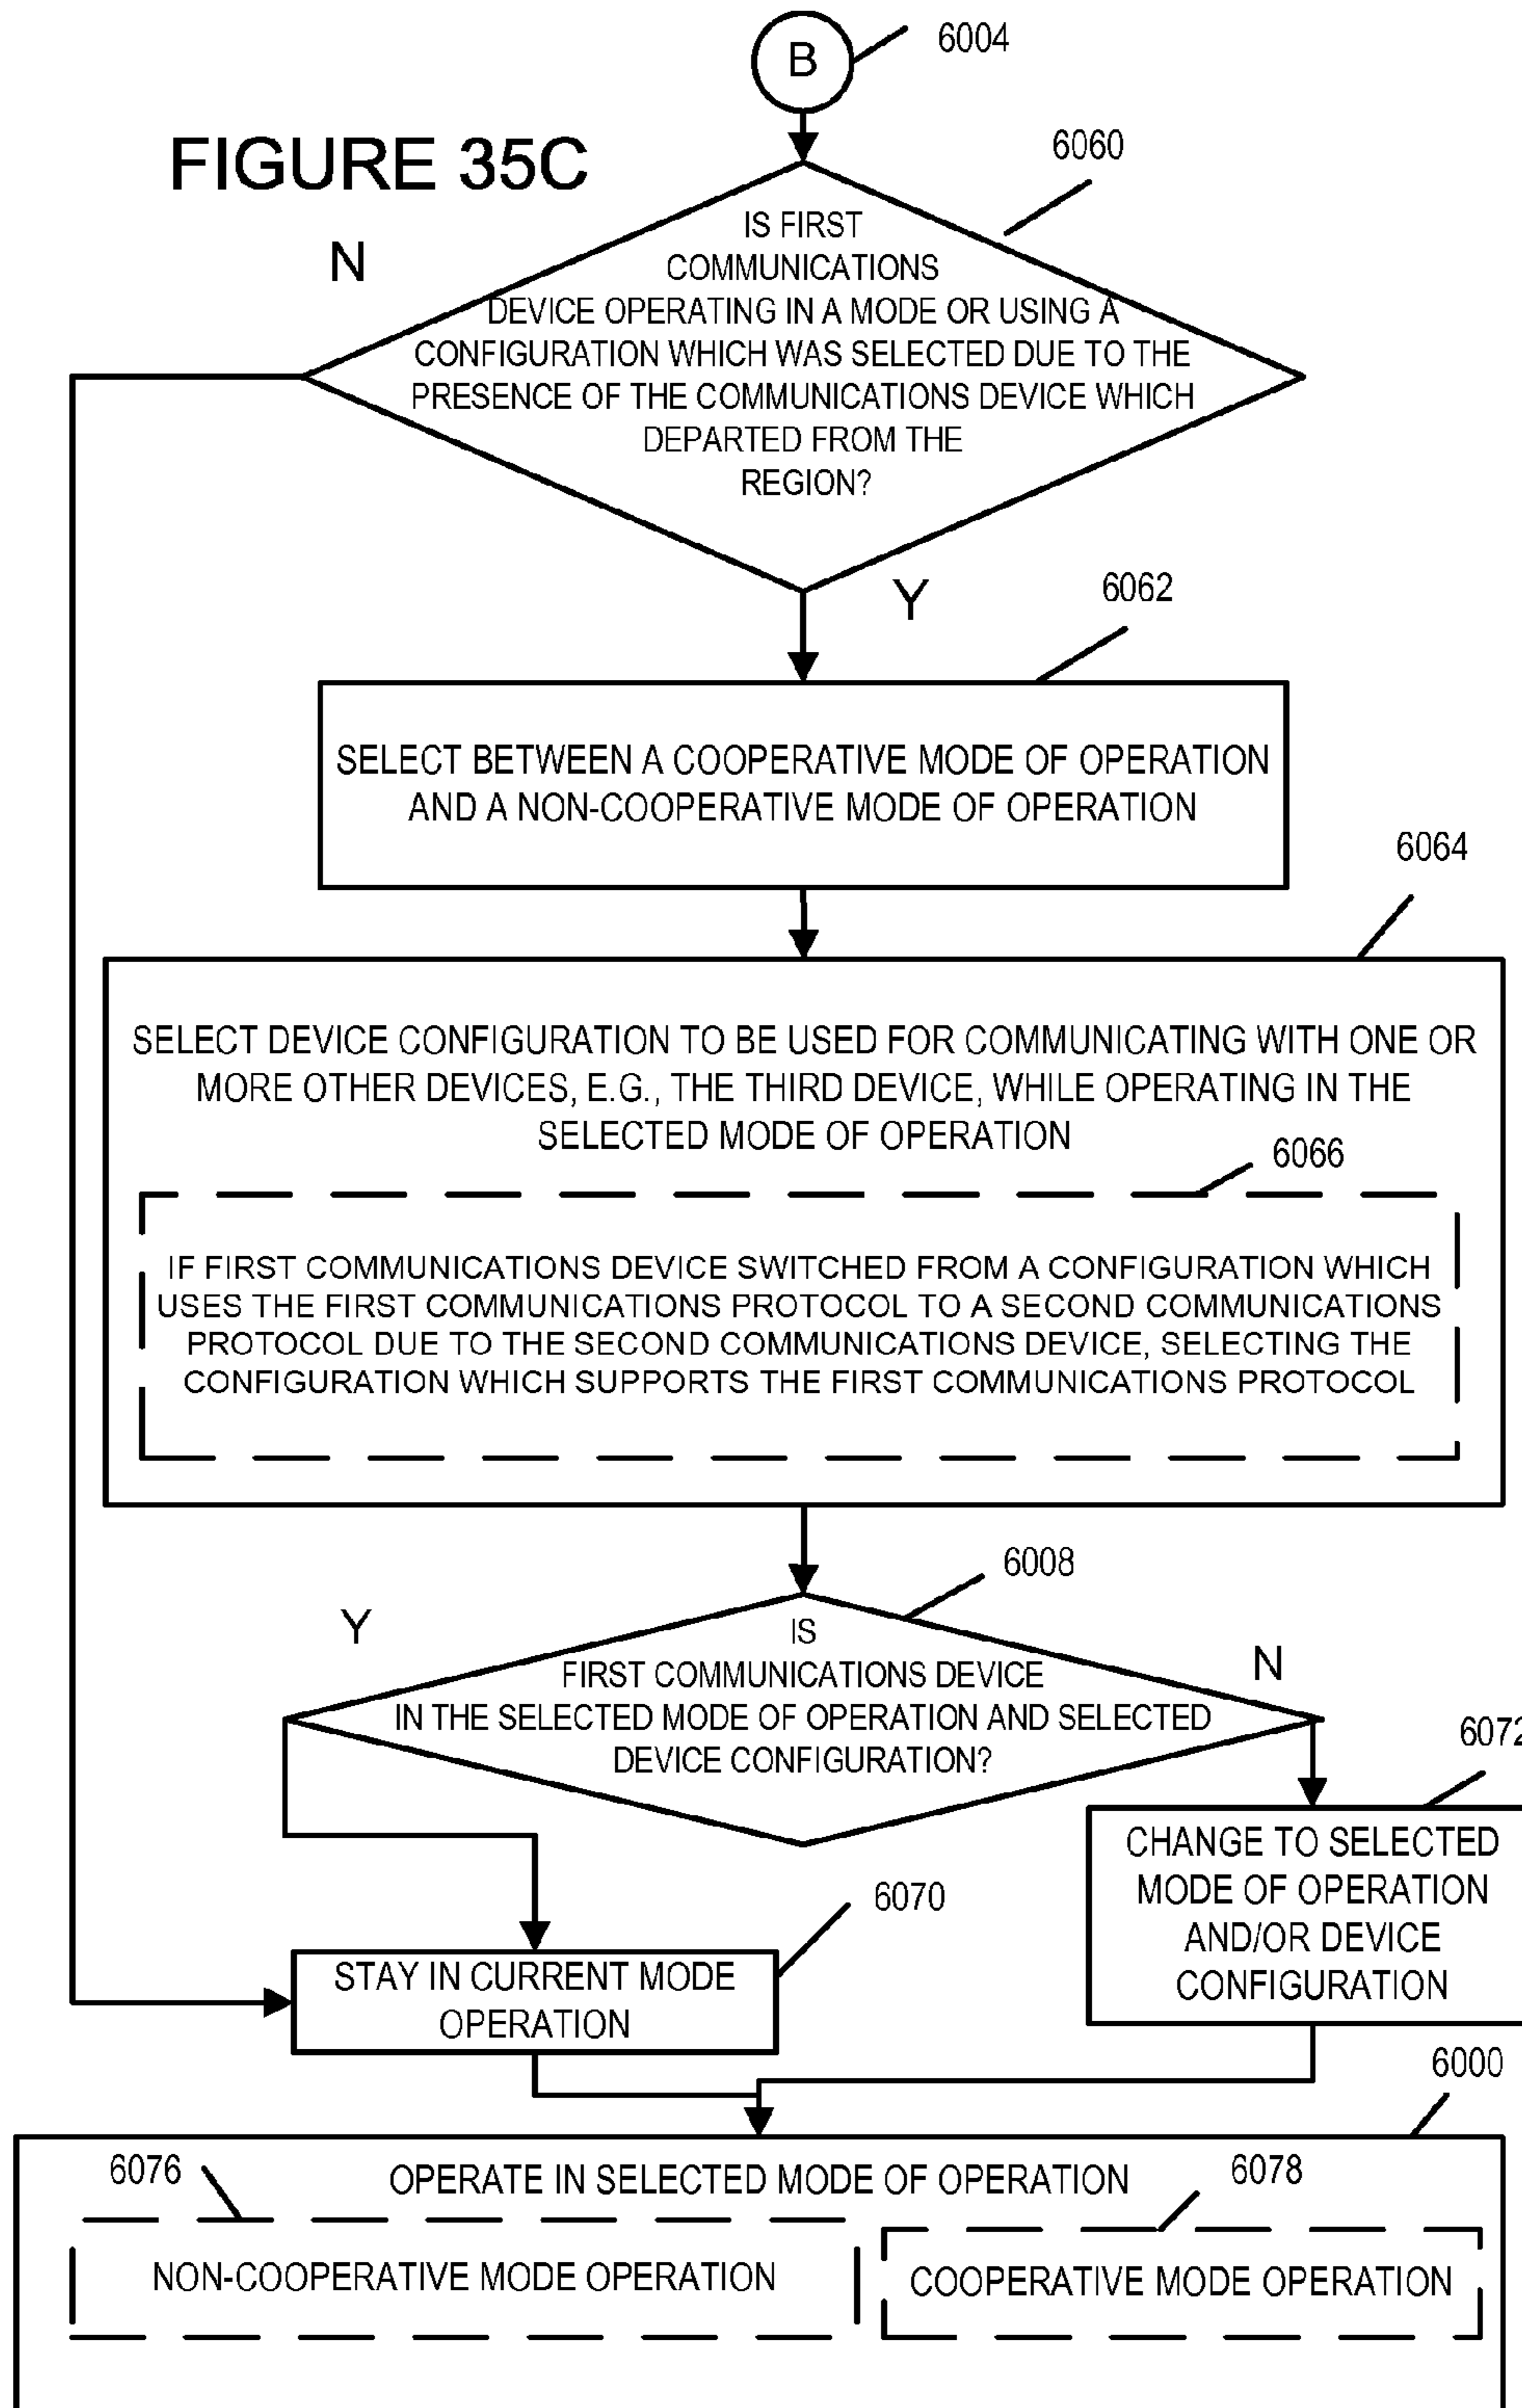 B
6004
FIGURE 35C
6060
N
IS FIRST
COMMUNICATIONS
DEVICE OPERATING IN A MODE OR USING A
CONFIGURATION WHICH WAS SELECTED DUE TO THE
PRESENCE OF THE COMMUNICATIONS DEVICE WHICH
DEPARTED FROM THE
REGION?
Y
6062
SELECT BETWEEN A COOPERATIVE MODE OF OPERATION
AND A NON-COOPERATIVE MODE OF OPERATION
6064
SELECT DEVICE CONFIGURATION TO BE USED FOR COMMUNICATING WITH ONE OR
MORE OTHER DEVICES, E.G., THE THIRD DEVICE, WHILE OPERATING IN THE
SELECTED MODE OF OPERATION
6066
IF FIRST COMMUNICATIONS DEVICE SWITCHED FROM A CONFIGURATION WHICH
USES THE FIRST COMMUNICATIONS PROTOCOL TO A SECOND COMMUNICATIONS
PROTOCOL DUE TO THE SECOND COMMUNICATIONS DEVICE, SELECTING THE
CONFIGURATION WHICH SUPPORTS THE FIRST COMMUNICATIONS PROTOCOL
6008
Y
IS
FIRST COMMUNICATIONS DEVICE
IN THE SELECTED MODE OF OPERATION AND SELECTED
DEVICE CONFIGURATION?
N
6072
CHANGE TO SELECTED
MODE OF OPERATION
AND/OR DEVICE
CONFIGURATION
6070
STAY IN CURRENT MODE
OPERATION
6000
OPERATE IN SELECTED MODE OF OPERATION
6076
NON-COOPERATIVE MODE OPERATION
6078
COOPERATIVE MODE OPERATION